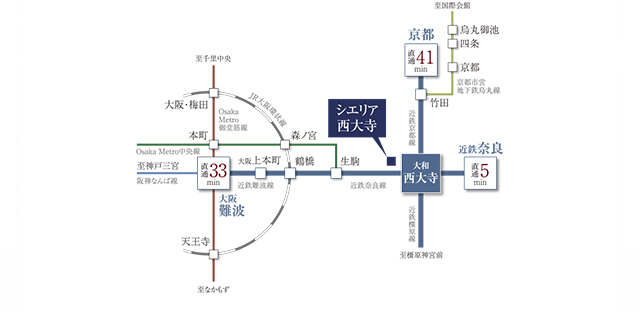 至国際会館
烏丸御池
四条
京都
京都市営
地下鉄烏丸線
竹田
京都
直通41
min
近鉄京都線
至千里中央
大阪・梅田
JR大阪環状線
Osaka
Metro
御堂筋線
シエリア
西大寺
本町
森ノ宮
Osaka Metro中央線
至神戸三宮
阪神なんば線
直通33
min
大阪
難波
大阪上本町
鶴橋
生駒
近鉄難波線
近鉄奈良線
大和
西大寺
近鉄奈良
直通5
min
近鉄橿原線
至橿原神宮前
天王寺
至なかもず